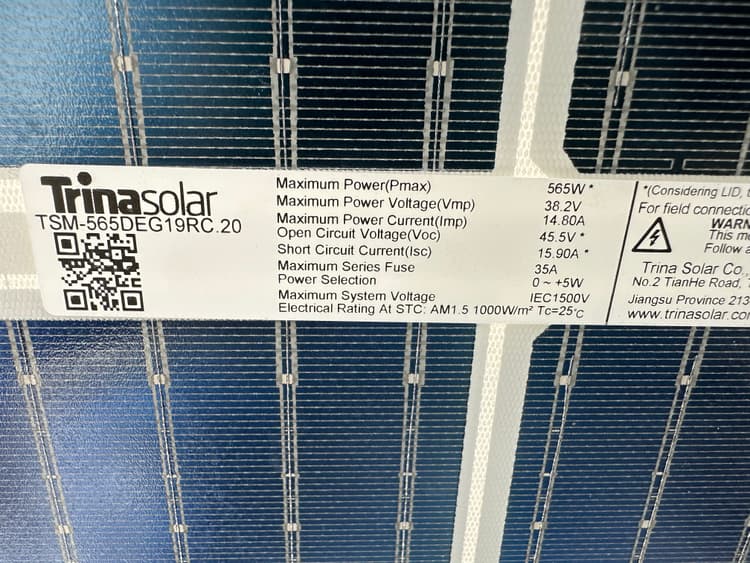 Trinasolar
TSM-565DEG19RC.20
Maximum Power(Pmax) 565W *
Maximum Power Voltage(Vmp) 38.2V
Maximum Power Current(Imp) 14.80A
Open Circuit Voltage(Voc) 45.5V *
Short Circuit Current(Isc) 15.90A *
Maximum Series Fuse 35A
Power Selection 0 ~ +5W
Maximum System Voltage IEC1500V
Electrical Rating At STC: AM1.5 1000W/m² Tc=25℃
*(Considering LID,
For field connecti
WARN
This m
Follow a
Trina Solar Co.,
No.2 TianHe Road,
Jiangsu Province 213
www.trinasolar.co